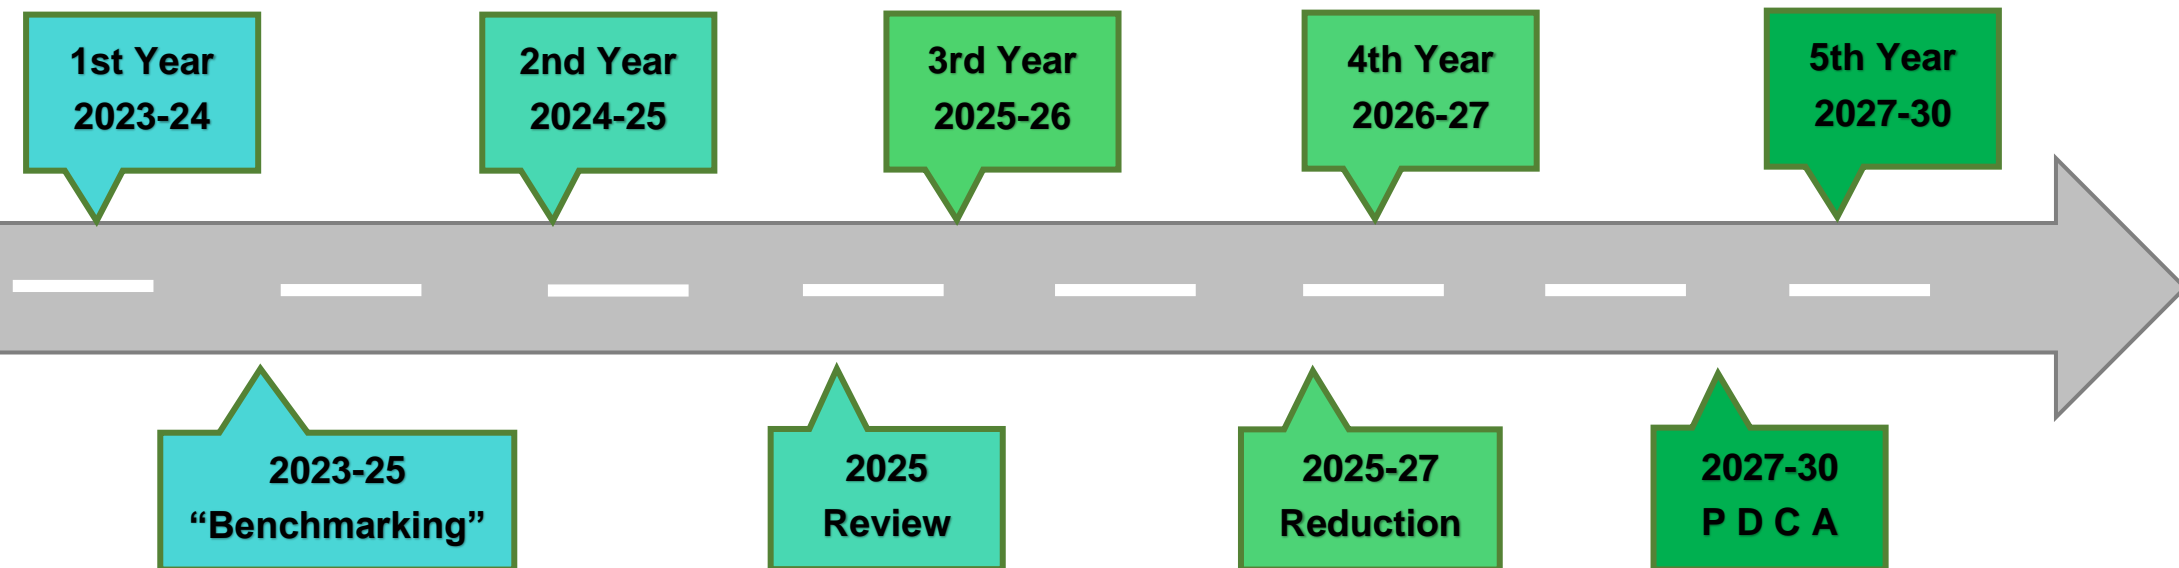 1st Year
2023-24
2nd Year
2024-25
3rd Year
2025-26
4th Year
2026-27
5th Year
2027-30
2023-25
“Benchmarking”
2025
Review
2025-27
Reduction
2027-30
P D C A